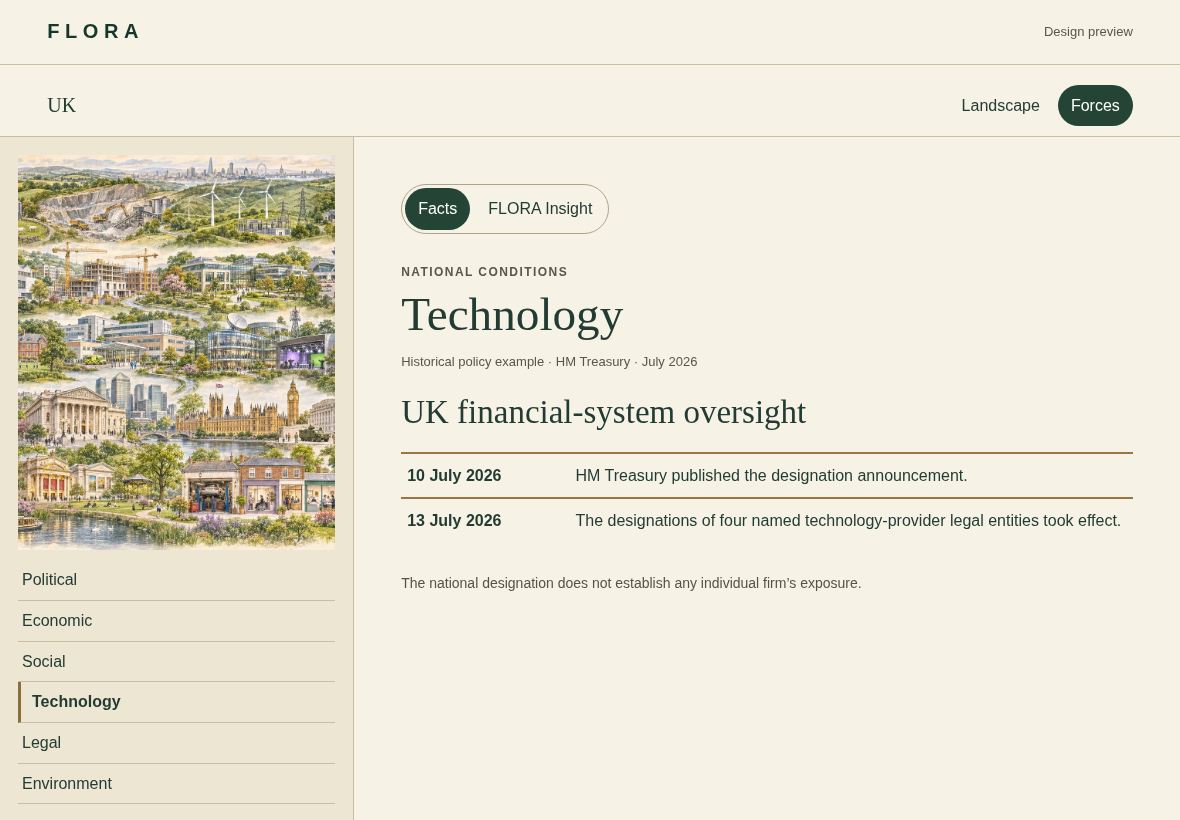 FLORA
Design preview
UK
Landscape
Forces
Facts
FLORA Insight
NATIONAL CONDITIONS
Technology
Historical policy example · HM Treasury · July 2026
UK financial-system oversight
10 July 2026 HM Treasury published the designation announcement.
13 July 2026 The designations of four named technology-provider legal entities took effect.
The national designation does not establish any individual firm’s exposure.
Political
Economic
Social
Technology
Legal
Environment